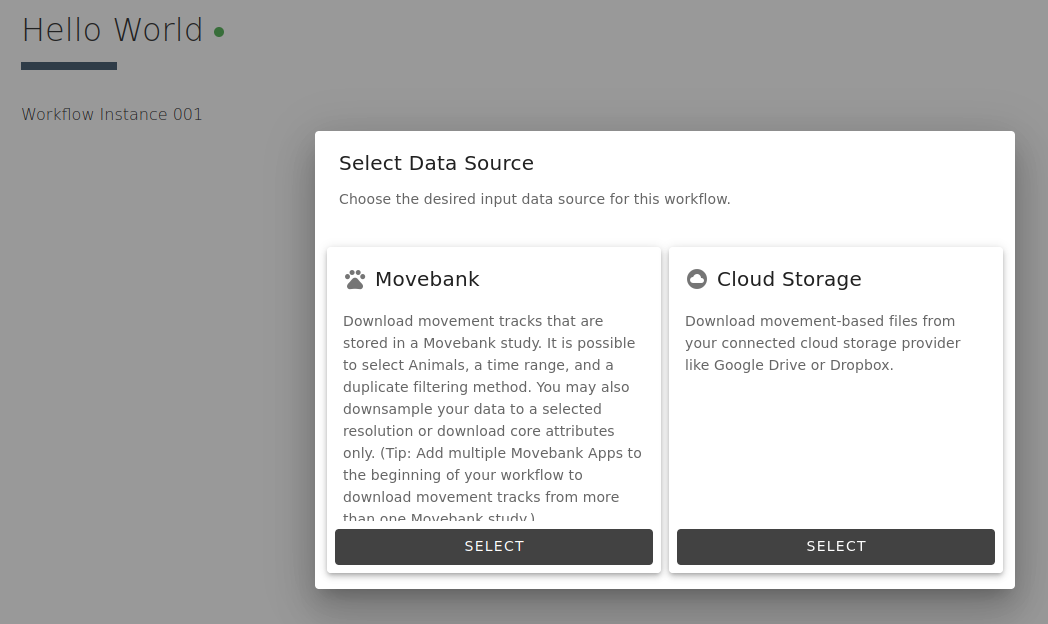 Hello World
Workflow Instance 001
Select Data Source
Choose the desired input data source for this workflow.
Movebank
Download movement tracks that are
stored in a Movebank study. It is possible
to select Animals, a time range, and a
duplicate filtering method. You may also
downsample your data to a selected
resolution or download core attributes
only. (Tip: Add multiple Movebank Apps to
the beginning of your workflow to
download movement tracks from more
than one Movebank study.)
SELECT
Cloud Storage
Download movement-based files from
your connected cloud storage provider
like Google Drive or Dropbox.
SELECT